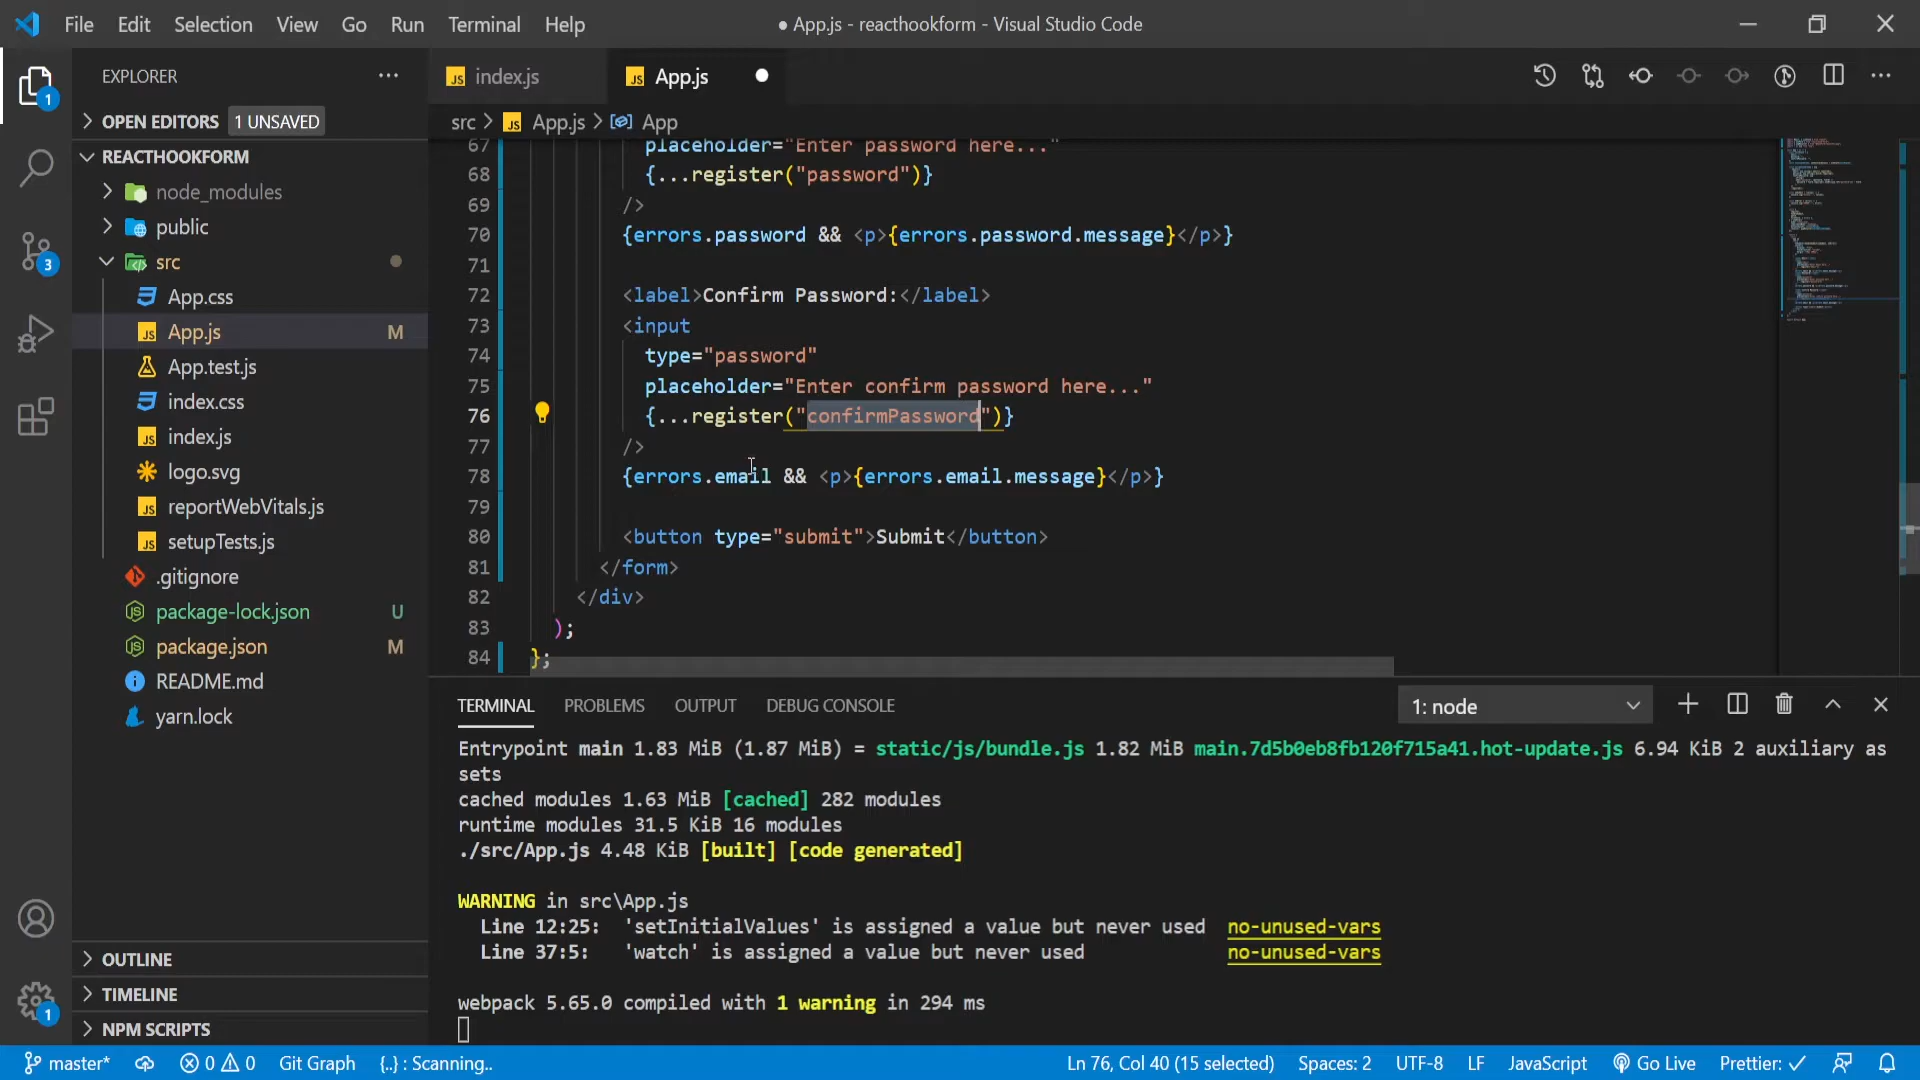 File Edit Selection View Go Run Terminal Help
● App.js - reacthookform - Visual Studio Code
EXPLORER
OPEN EDITORS 1 UNSAVED
REACTHOOKFORM
node_modules
public
src
App.css
App.js M
App.test.js
index.css
index.js
logo.svg
reportWebVitals.js
setupTests.js
.gitignore
package-lock.json U
package.json M
README.md
yarn.lock
OUTLINE
TIMELINE
NPM SCRIPTS
1
3
1
JS index.js
JS App.js
src > JS App.js > App
67 placeholder="Enter password here..."
68 {...register("password")}
69 />
70 {errors.password && <p>{errors.password.message}</p>}
71
72 <label>Confirm Password:</label>
73 <input
74 type="password"
75 placeholder="Enter confirm password here..."
76 {...register("confirmPassword")}
77 />
78 {errors.email && <p>{errors.email.message}</p>}
79
80 <button type="submit">Submit</button>
81 </form>
82 </div>
83 );
84 };
TERMINAL PROBLEMS OUTPUT DEBUG CONSOLE 1: node
Entrypoint main 1.83 MiB (1.87 MiB) = static/js/bundle.js 1.82 MiB main.7d5b0eb8fb120f715a41.hot-update.js 6.94 KiB 2 auxiliary as
sets
cached modules 1.63 MiB [cached] 282 modules
runtime modules 31.5 KiB 16 modules
./src/App.js 4.48 KiB [built] [code generated]
WARNING in src\App.js
Line 12:25: 'setInitialValues' is assigned a value but never used no-unused-vars
Line 37:5: 'watch' is assigned a value but never used no-unused-vars
webpack 5.65.0 compiled with 1 warning in 294 ms
master* 0 0 Git Graph {..} : Scanning.. Ln 76, Col 40 (15 selected) Spaces: 2 UTF-8 LF JavaScript Go Live Prettier: ✓